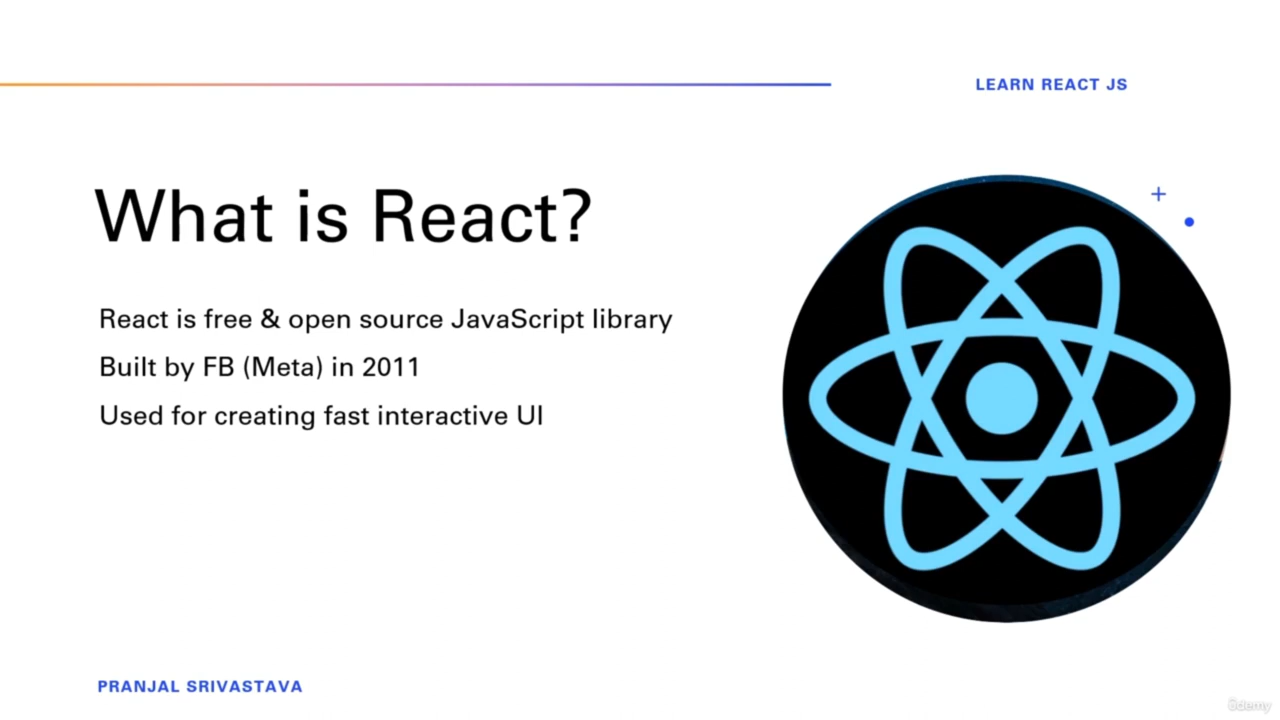 LEARN REACT JS
What is React?
React is free & open source JavaScript library
Built by FB (Meta) in 2011
Used for creating fast interactive UI
PRANJAL SRIVASTAVA
ûdemy